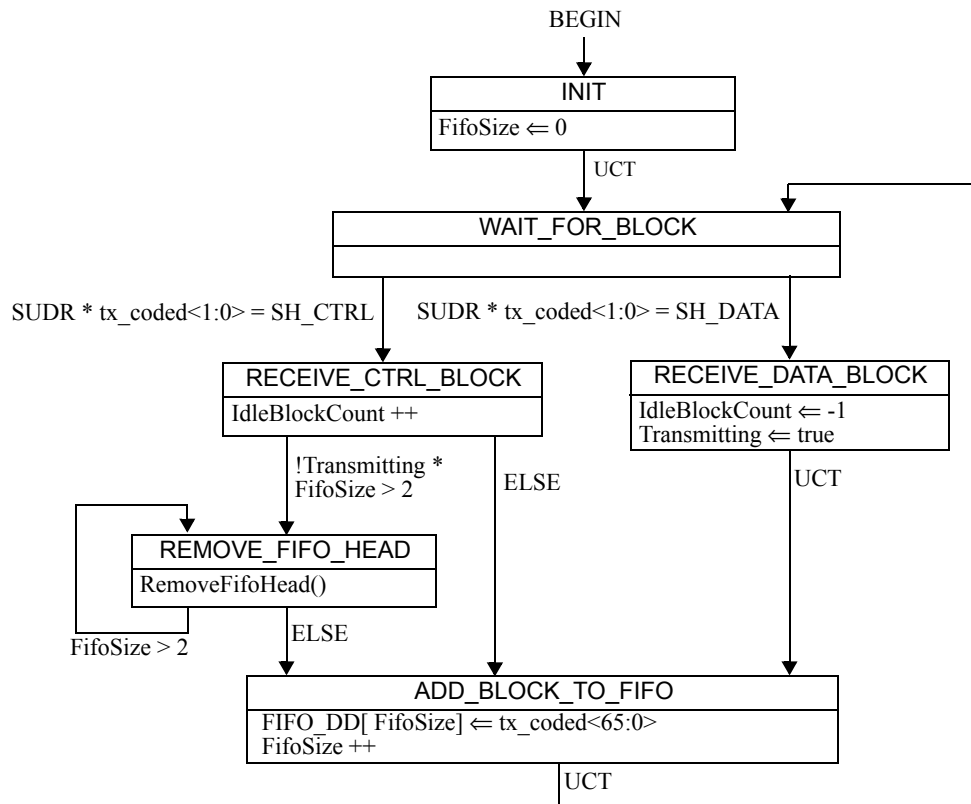 BEGIN
INIT
FifoSize ⇐ 0
UCT
WAIT_FOR_BLOCK
SUDR * tx_coded<1:0> = SH_CTRL
SUDR * tx_coded<1:0> = SH_DATA
RECEIVE_CTRL_BLOCK
IdleBlockCount ++
RECEIVE_DATA_BLOCK
IdleBlockCount ⇐ -1
Transmitting ⇐ true
!Transmitting *
FifoSize > 2
ELSE
UCT
REMOVE_FIFO_HEAD
RemoveFifoHead()
FifoSize > 2
ELSE
ADD_BLOCK_TO_FIFO
FIFO_DD[ FifoSize] ⇐ tx_coded<65:0>
FifoSize ++
UCT